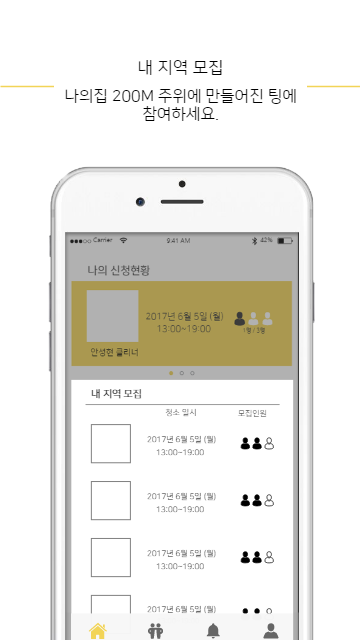 내 지역 모집
나의집 200M 주위에 만들어진 팅에
참여하세요.
Carrier 9:41 AM 42%
나의 신청현황
2017년 6월 5일 (월)
13:00~19:00
1명 / 3명
안성현 클리너
내 지역 모집
청소 일시 모집인원
2017년 6월 5일 (월)
13:00~19:00
2017년 6월 5일 (월)
13:00~19:00
2017년 6월 5일 (월)
13:00~19:00
2017년 6월 5일 (월)